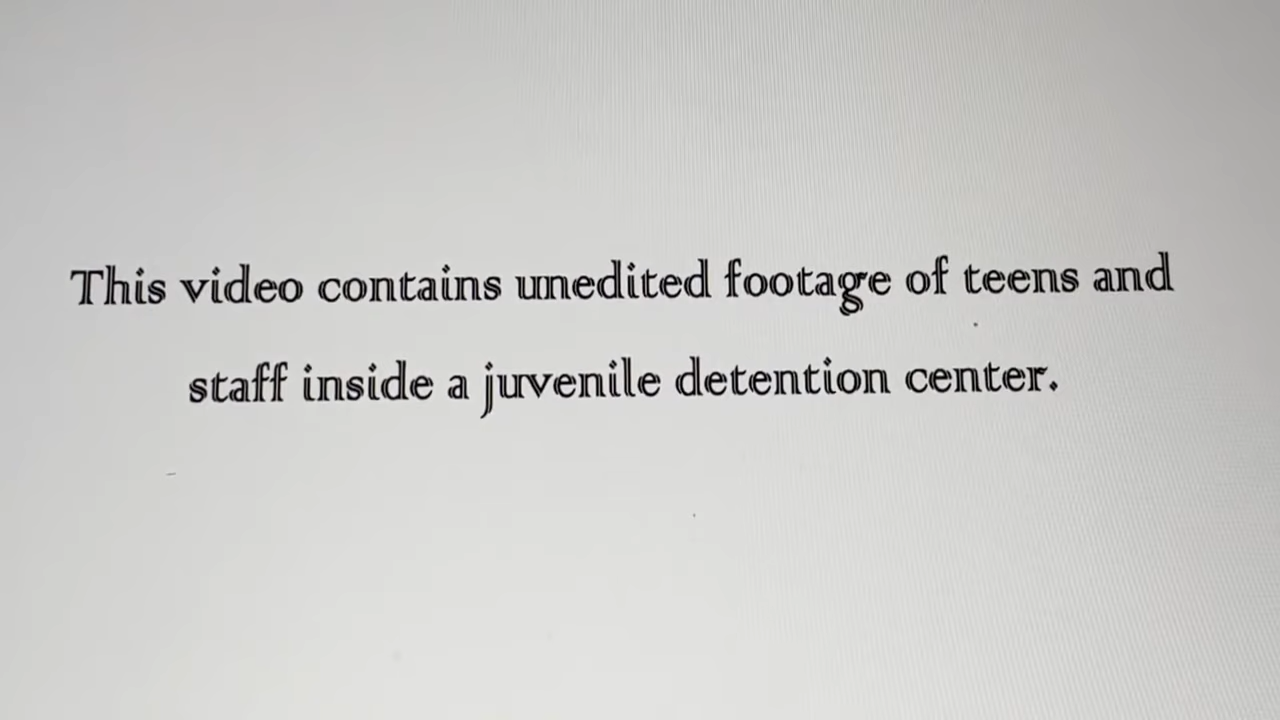 This video contains unedited footage of teens and
staff inside a juvenile detention center.